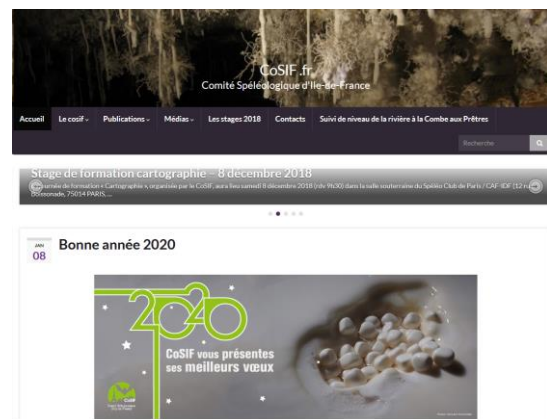 CoSIF .fr
Comité Spéléologique d'Ile-de-France
Accueil Le cosif Publications Médias Les stages 2018 Contacts Suivi de niveau de la rivière à la Combe aux Prêtres
Recherche
Stage de formation cartographie – 8 décembre 2018
journée de formation « Cartographie », organisée par le CoSIF, aura lieu samedi 8 décembre 2018 (rdv 9h30) dans la salle souterraine du Spéléo Club de Paris / CAF-IDF (12 rue
Boissonade, 75014 PARIS, ...
JAN
08
Bonne année 2020
2020
CoSIF vous présentes
ses meilleurs vœux
CoSIF